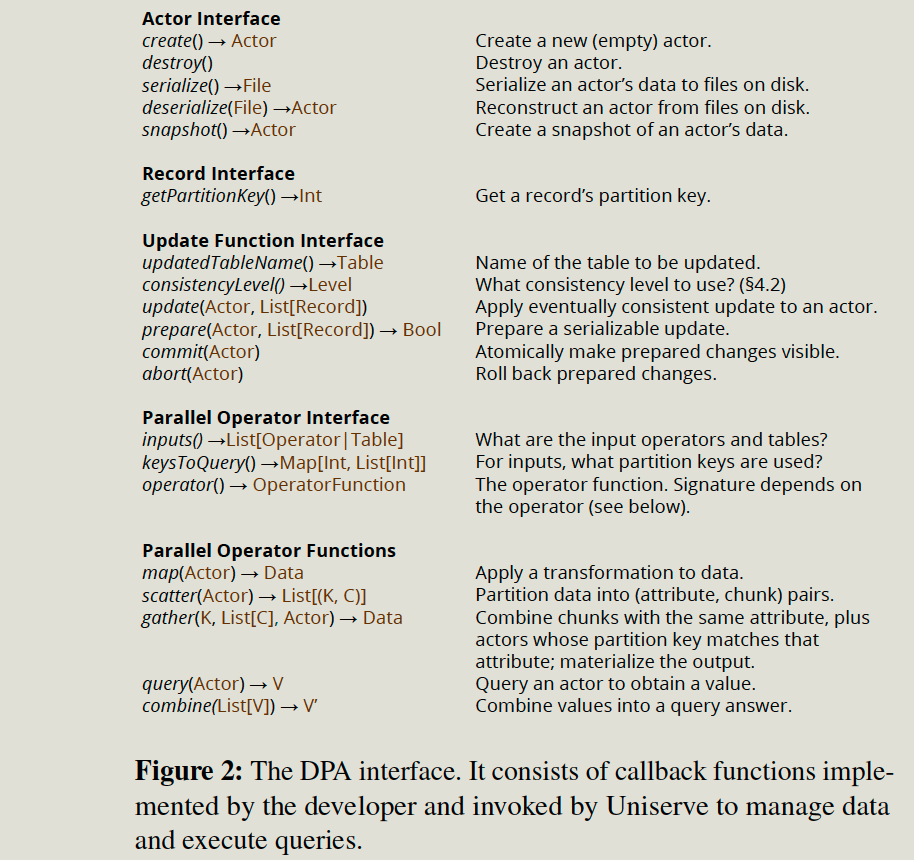 Actor Interface
create() → Actor Create a new (empty) actor.
destroy() Destroy an actor.
serialize() →File Serialize an actor’s data to files on disk.
deserialize(File) →Actor Reconstruct an actor from files on disk.
snapshot() →Actor Create a snapshot of an actor’s data.
Record Interface
getPartitionKey() →Int Get a record’s partition key.
Update Function Interface
updatedTableName() →Table Name of the table to be updated.
consistencyLevel() →Level What consistency level to use? (§4.2)
update(Actor, List[Record]) Apply eventually consistent update to an actor.
prepare(Actor, List[Record]) → Bool Prepare a serializable update.
commit(Actor) Atomically make prepared changes visible.
abort(Actor) Roll back prepared changes.
Parallel Operator Interface
inputs() →List[Operator|Table] What are the input operators and tables?
keysToQuery() →Map[Int, List[Int]] For inputs, what partition keys are used?
operator() → OperatorFunction The operator function. Signature depends on
the operator (see below).
Parallel Operator Functions
map(Actor) → Data Apply a transformation to data.
scatter(Actor) → List[(K, C)] Partition data into (attribute, chunk) pairs.
gather(K, List[C], Actor) → Data Combine chunks with the same attribute, plus
actors whose partition key matches that
attribute; materialize the output.
query(Actor) → V Query an actor to obtain a value.
combine(List[V]) → V’ Combine values into a query answer.
Figure 2: The DPA interface. It consists of callback functions imple-
mented by the developer and invoked by Uniserve to manage data
and execute queries.